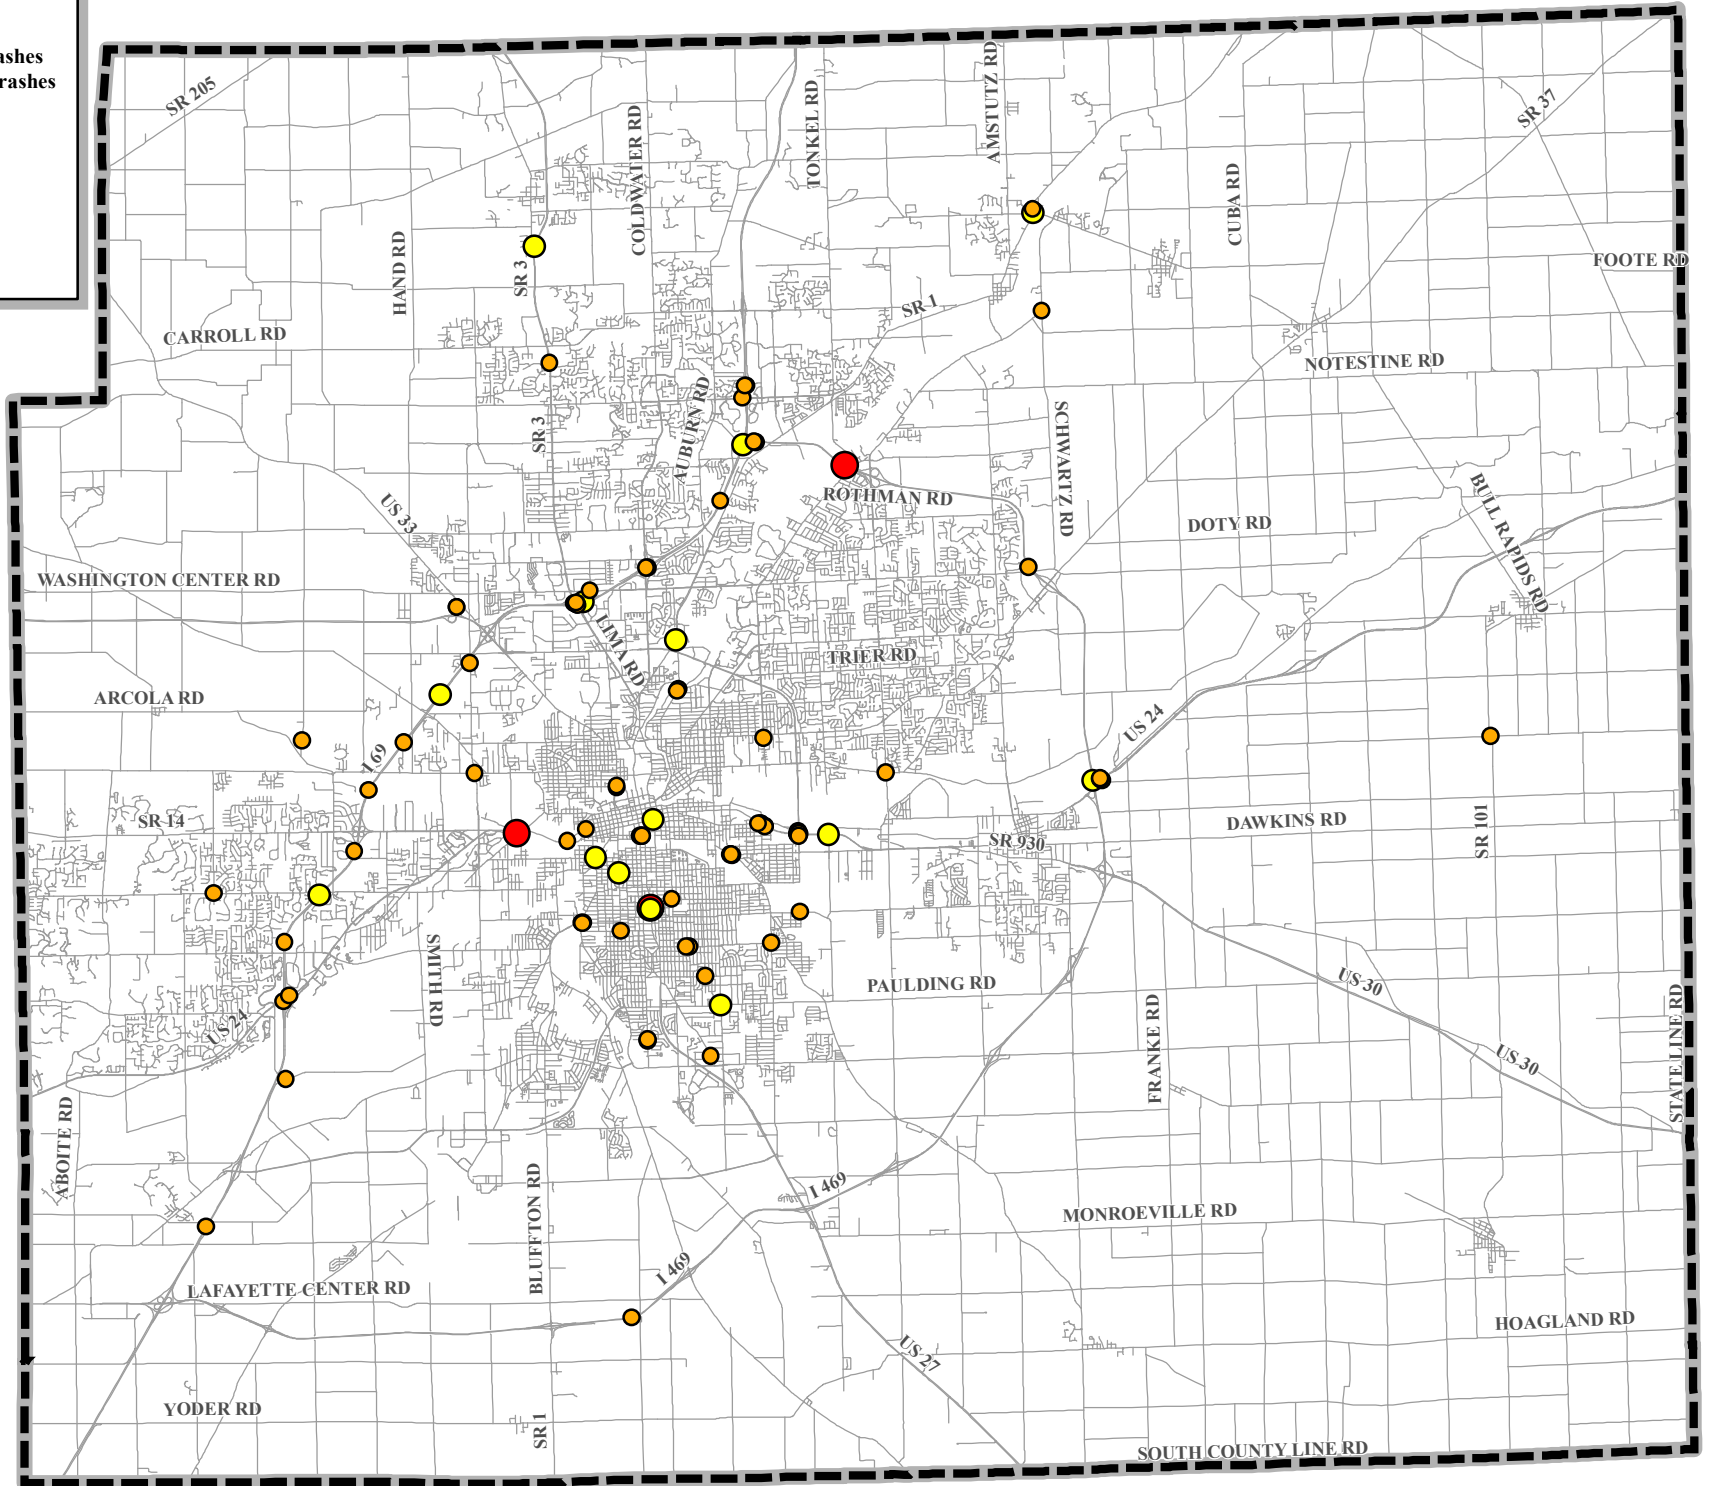 ashes
rashes
SR 205
COLDWATER RD
TONKEL RD
AMSTUTZ RD
SR 37
CUBA RD
HAND RD
SR 3
FOOTE RD
SR 1
CARROLL RD
NOTESTINE RD
AUBURN RD
SR 3
SCHWARTZ RD
US 33
ROTHMAN RD
DOTY RD
BULL RAPIDS RD
WASHINGTON CENTER RD
LIMA RD
TRIER RD
ARCOLA RD
US 24
I 69
SR 14
DAWKINS RD
SR 101
SR 930
SMITH RD
PAULDING RD
US 30
US 24
FRANKE RD
STATE LINE RD
US 30
ABOITE RD
BLUFFTON RD
I 469
MONROEVILLE RD
I 469
LAFAYETTE CENTER RD
HOAGLAND RD
US 27
YODER RD
SR 1
SOUTH COUNTY LINE RD